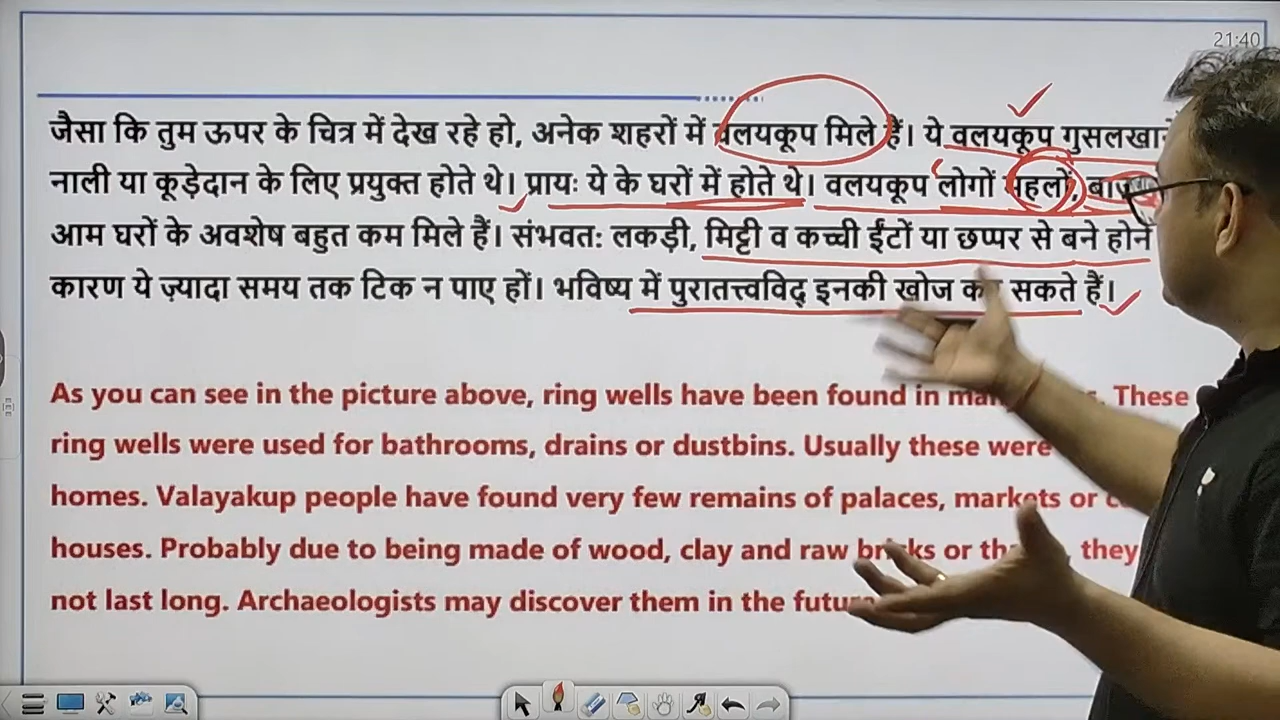 21:40
जैसा कि तुम ऊपर के चित्र में देख रहे हो, अनेक शहरों में वलयकूप मिले हैं। ये वलयकूप
नाली या कूड़ेदान के लिए प्रयुक्त होते थे। प्रायः ये के घरों में होते थे। वलयकूप लोगों महलों,
आम घरों के अवशेष बहुत कम मिले हैं। संभवतः लकड़ी, मिट्टी व कच्ची ईंटों या छप्पर से बने होने
कारण ये ज़्यादा समय तक टिक न पाए हों। भविष्य में पुरातत्त्वविद् इनकी खोज कर सकते हैं।
As you can see in the picture above, ring wells have been found in These
ring wells were used for bathrooms, drains or dustbins. Usually these were
homes. Valayakup people have found very few remains of palaces, markets or
houses. Probably due to being made of wood, clay and raw bricks or they
not last long. Archaeologists may discover them in the future